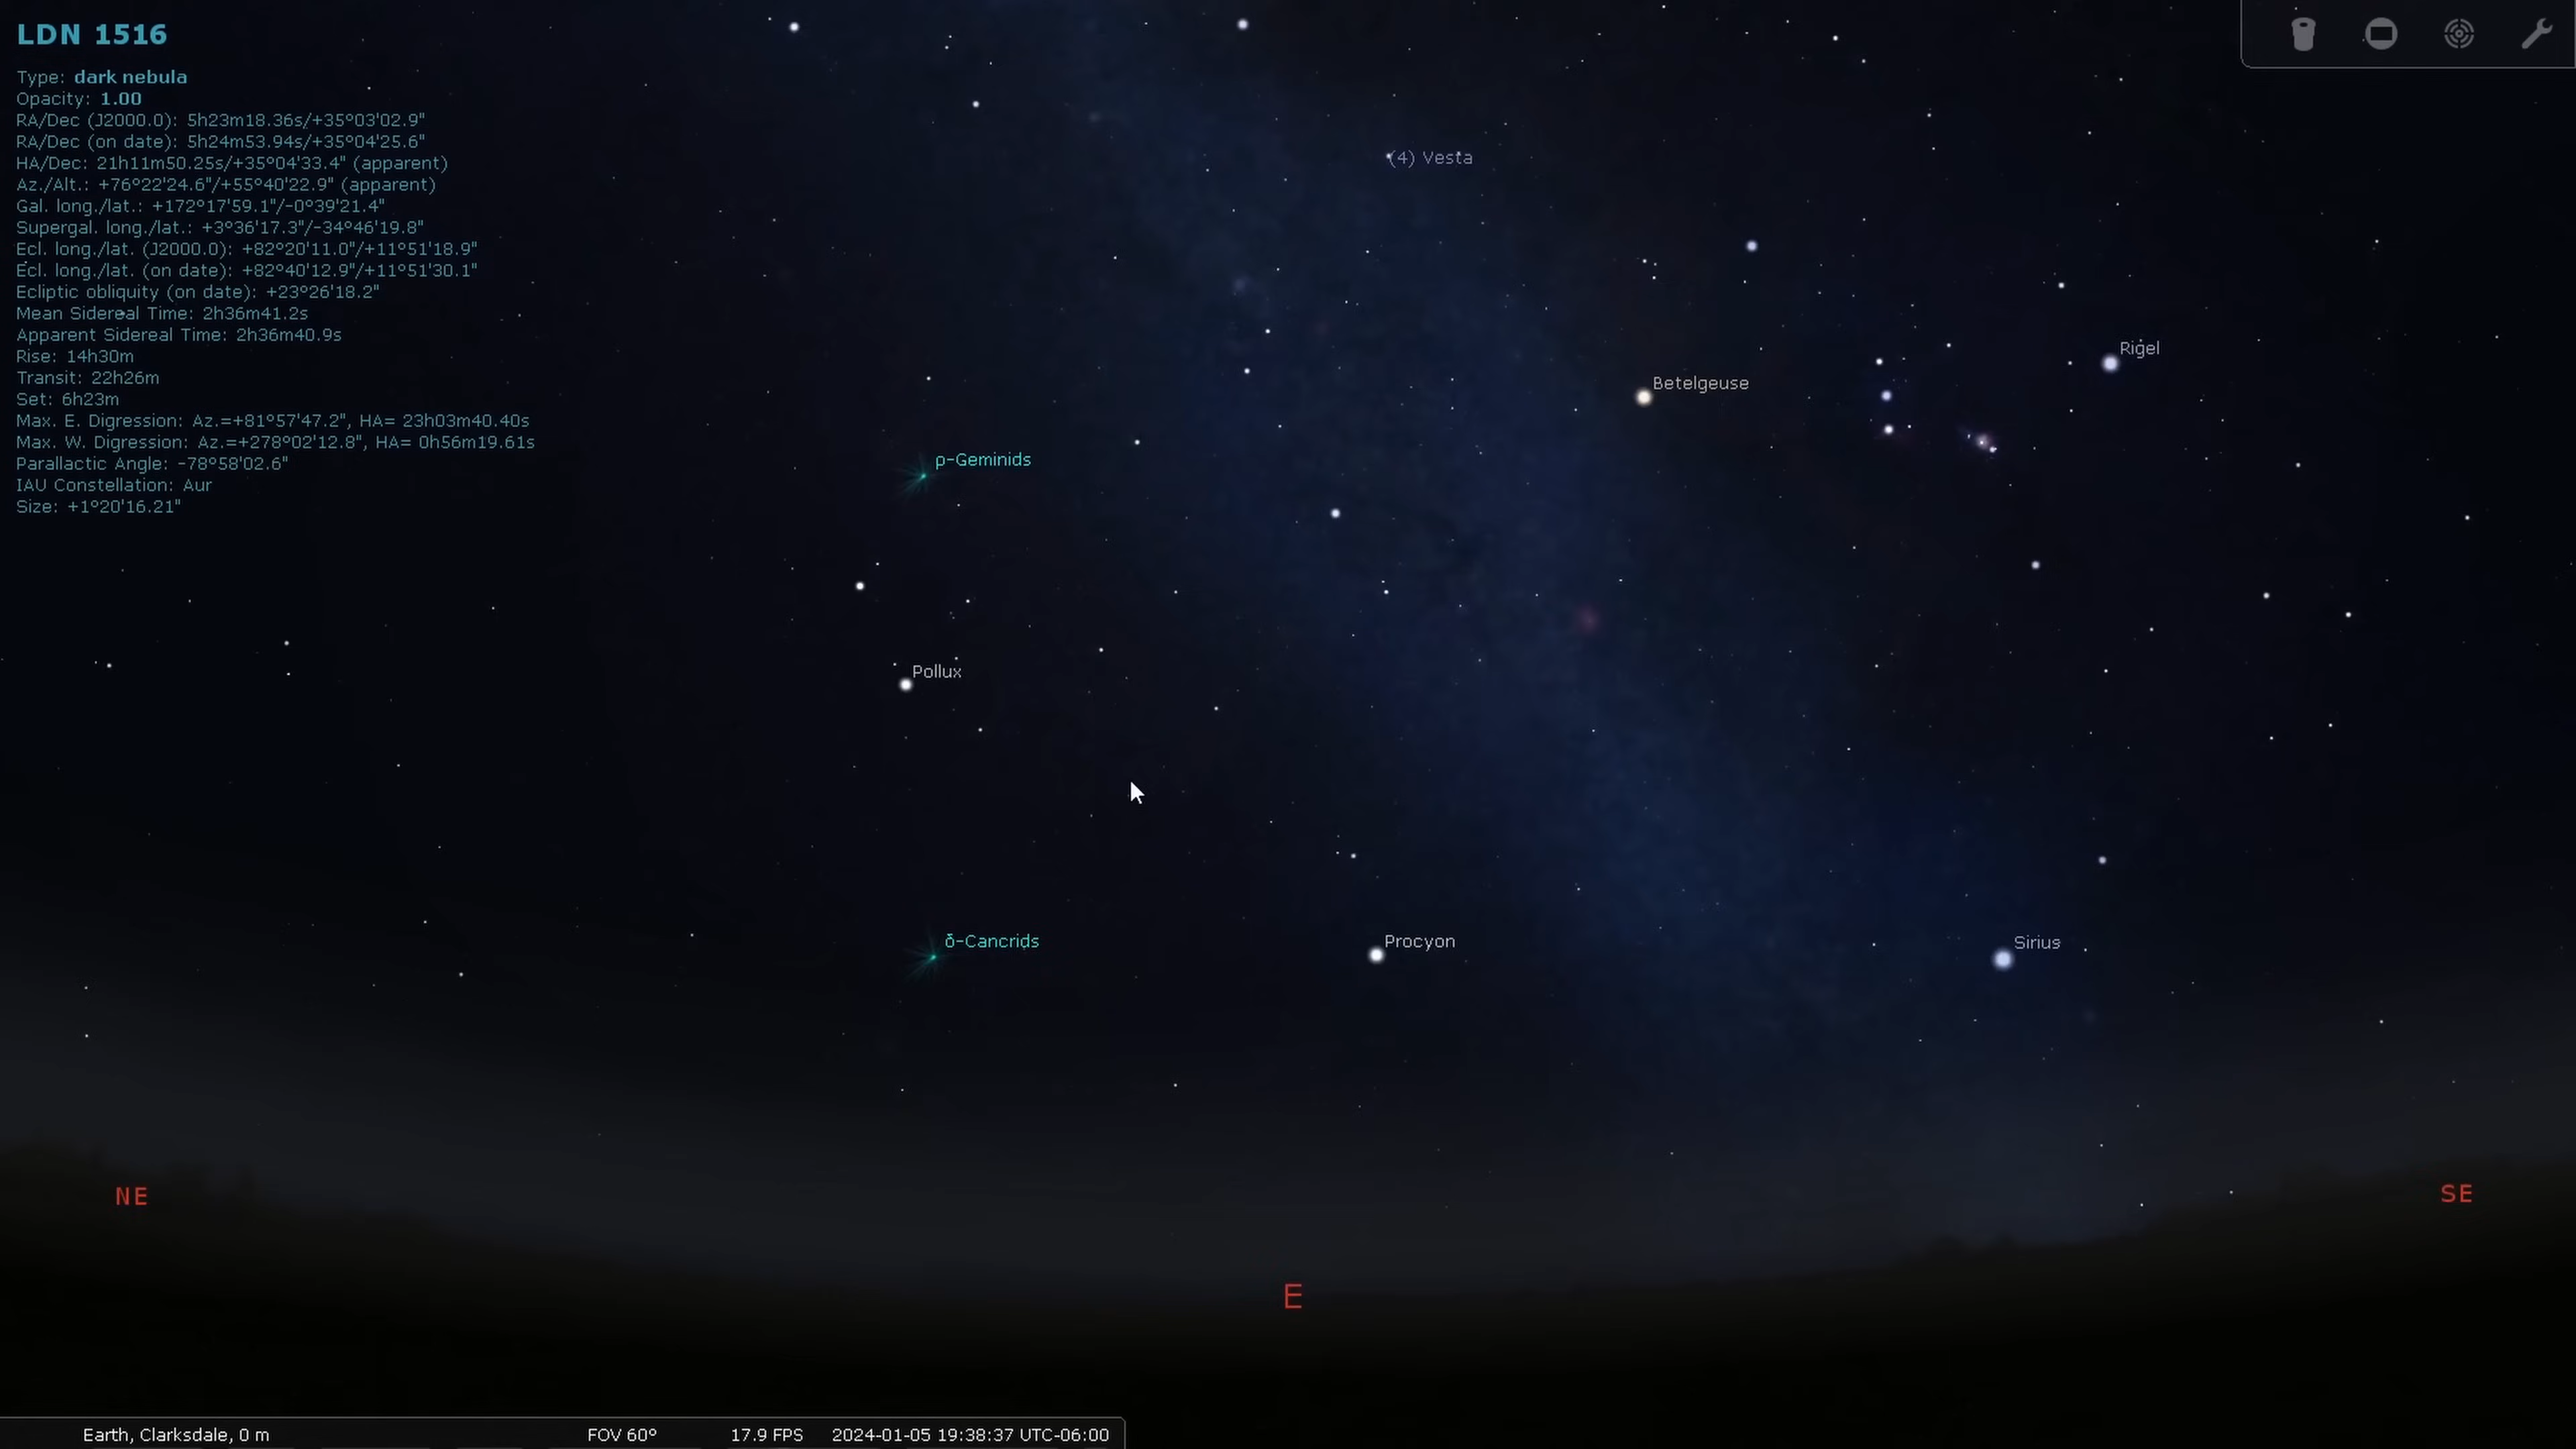 LDN 1516
Type: dark nebula
Opacity: 1.00
RA/Dec (J2000.0): 5h23m18.36s/+35°03'02.9"
RA/Dec (on date): 5h24m53.94s/+35°04'25.6"
HA/Dec: 21h11m50.25s/+35°04'33.4" (apparent)
Az./Alt.: +76°22'24.6"/+55°40'22.9" (apparent)
Gal. long./lat.: +172°17'59.1"/-0°39'21.4"
Supergal. long./lat.: +3°36'17.3"/-34°46'19.8"
Ecl. long./lat. (J2000.0): +82°20'11.0"/+11°51'18.9"
Ecl. long./lat. (on date): +82°40'12.9"/+11°51'30.1"
Ecliptic obliquity (on date): +23°26'18.2"
Mean Sidereal Time: 2h36m41.2s
Apparent Sidereal Time: 2h36m40.9s
Rise: 14h30m
Transit: 22h26m
Set: 6h23m
Max. E. Digression: Az.=+81°57'47.2", HA= 23h03m40.40s
Max. W. Digression: Az.=+278°02'12.8", HA= 0h56m19.61s
Parallactic Angle: -78°58'02.6"
IAU Constellation: Aur
Size: +1°20'16.21"
(4) Vesta
Rigel
Betelgeuse
ρ-Geminids
Pollux
δ-Cancrids
Procyon
Sirius
NE
SE
E
Earth, Clarksdale, 0 m FOV 60° 17.9 FPS 2024-01-05 19:38:37 UTC-06:00